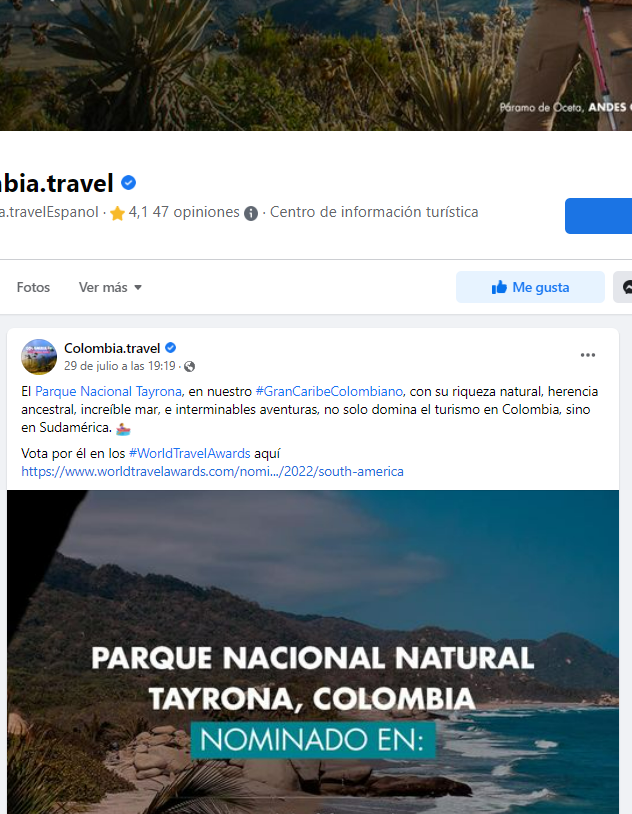 Páramo de Ocetá, ANDES
bia.travel
a.travelEspanol · 4,1 47 opiniones · Centro de información turística
Fotos Ver más Me gusta
Colombia.travel
29 de julio a las 19:19 ·
El Parque Nacional Tayrona, en nuestro #GranCaribeColombiano, con su riqueza natural, herencia
ancestral, increíble mar, e interminables aventuras, no solo domina el turismo en Colombia, sino
en Sudamérica.
Vota por él en los #WorldTravelAwards aquí
https://www.worldtravelawards.com/nomi.../2022/south-america
PARQUE NACIONAL NATURAL
TAYRONA, COLOMBIA
NOMINADO EN: